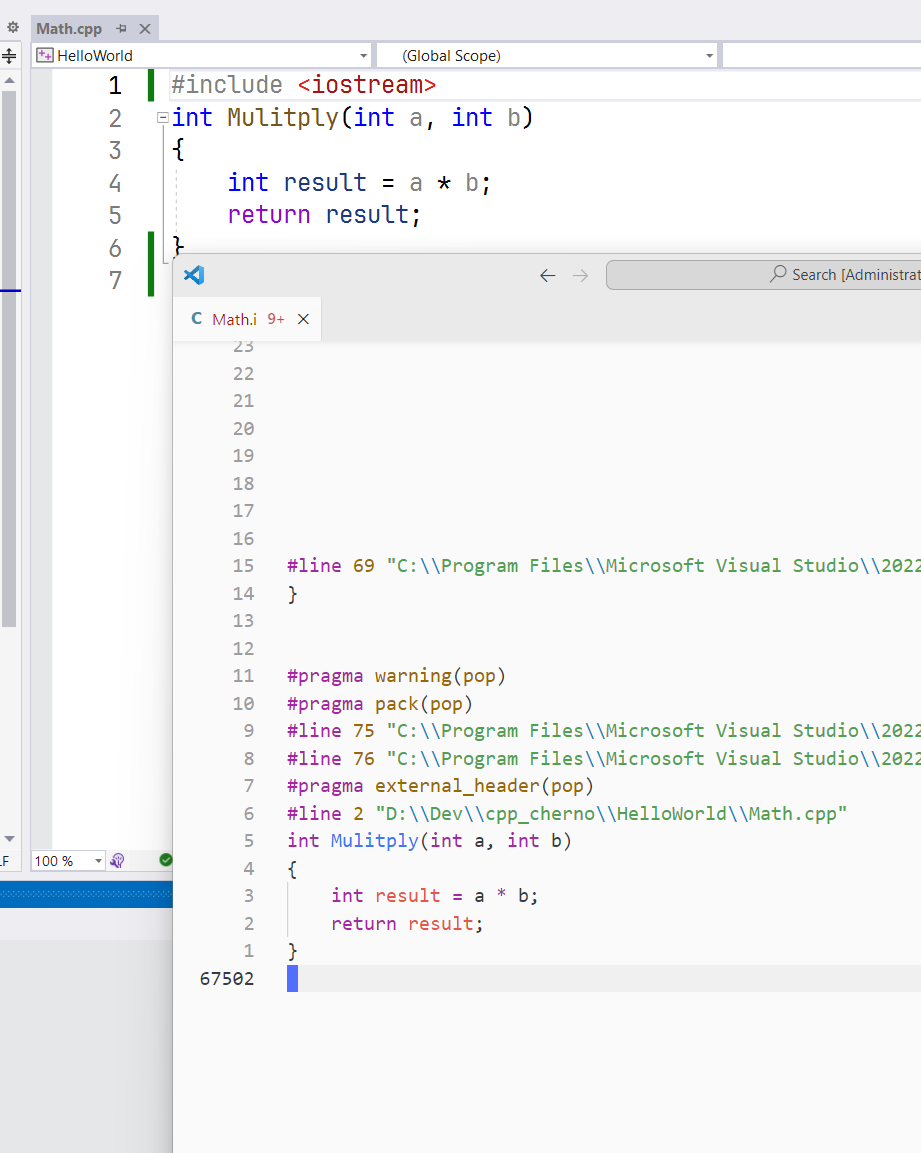 Math.cpp
HelloWorld
(Global Scope)
1 #include <iostream>
2 int Mulitply(int a, int b)
3 {
4 int result = a * b;
5 return result;
6 }
7
Search [Administrat
Math.i 9+
23
22
21
20
19
18
17
16
15 #line 69 "C:\\Program Files\\Microsoft Visual Studio\\2022
14 }
13
12
11 #pragma warning(pop)
10 #pragma pack(pop)
9 #line 75 "C:\\Program Files\\Microsoft Visual Studio\\2022
8 #line 76 "C:\\Program Files\\Microsoft Visual Studio\\2022
7 #pragma external_header(pop)
6 #line 2 "D:\\Dev\\cpp_cherno\\HelloWorld\\Math.cpp"
5 int Mulitply(int a, int b)
4 {
3 int result = a * b;
2 return result;
1 }
67502
LF 100 %